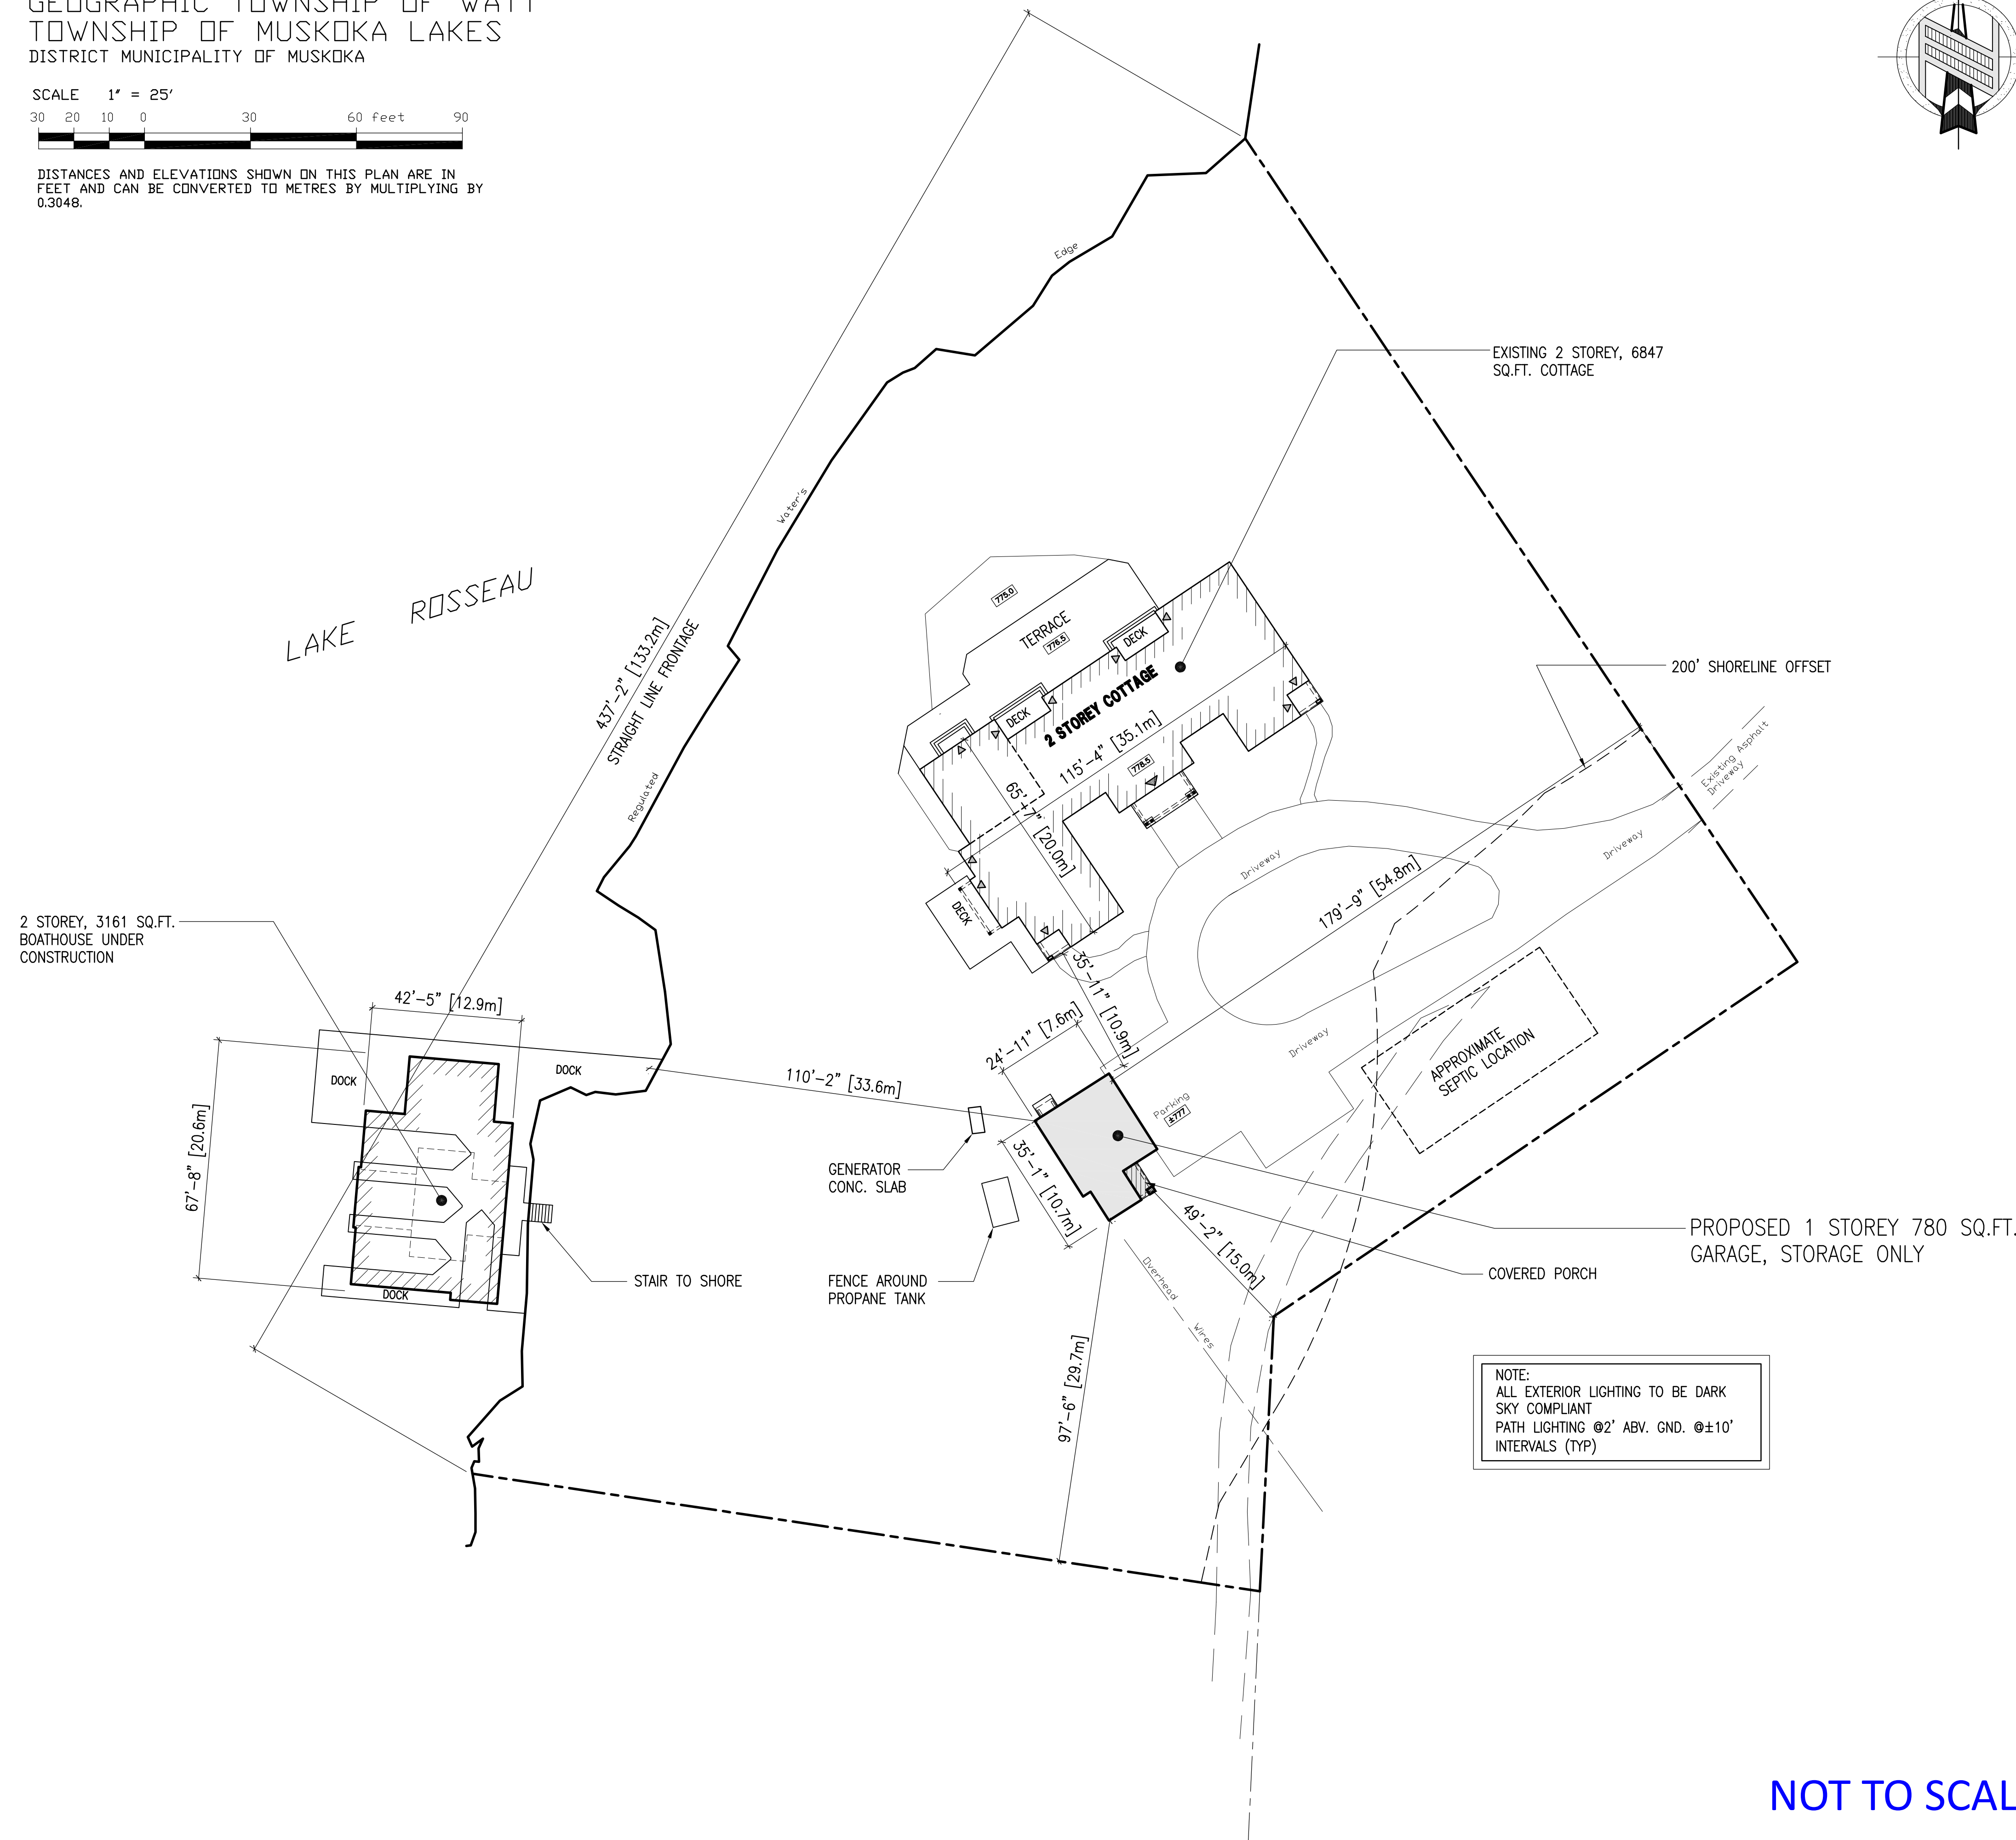 GEOGRAPHIC TOWNSHIP OF WATT
TOWNSHIP OF MUSKOKA LAKES
DISTRICT MUNICIPALITY OF MUSKOKA
SCALE 1" = 25'
30 20 10 0 30 60 feet 90
DISTANCES AND ELEVATIONS SHOWN ON THIS PLAN ARE IN
FEET AND CAN BE CONVERTED TO METRES BY MULTIPLYING BY
0.3048.
Edge
EXISTING 2 STOREY, 6847
SQ.FT. COTTAGE
Water's
LAKE ROSSEAU
437'-2" [133.2m]
STRAIGHT LINE FRONTAGE
Regulated
775.0
TERRACE
776.5
DECK
DECK
2 STOREY COTTAGE
115'-4" [35.1m]
778.5
65'+7" [20.0m]
DECK
200' SHORELINE OFFSET
Existing Asphalt
Driveway
Driveway
Driveway
179'-9" [54.8m]
Driveway
APPROXIMATE
SEPTIC LOCATION
2 STOREY, 3161 SQ.FT.
BOATHOUSE UNDER
CONSTRUCTION
42'-5" [12.9m]
67'-8" [20.6m]
DOCK
DOCK
DOCK
110'-2" [33.6m]
35'-11" [10.9m]
24'-11" [7.6m]
Parking
±777
35'-1" [10.7m]
GENERATOR
CONC. SLAB
FENCE AROUND
PROPANE TANK
STAIR TO SHORE
49'-2" [15.0m]
Overhead
Wires
97'-6" [29.7m]
PROPOSED 1 STOREY 780 SQ.FT.
GARAGE, STORAGE ONLY
COVERED PORCH
NOTE:
ALL EXTERIOR LIGHTING TO BE DARK
SKY COMPLIANT
PATH LIGHTING @2' ABV. GND. @±10'
INTERVALS (TYP)
NOT TO SCAL